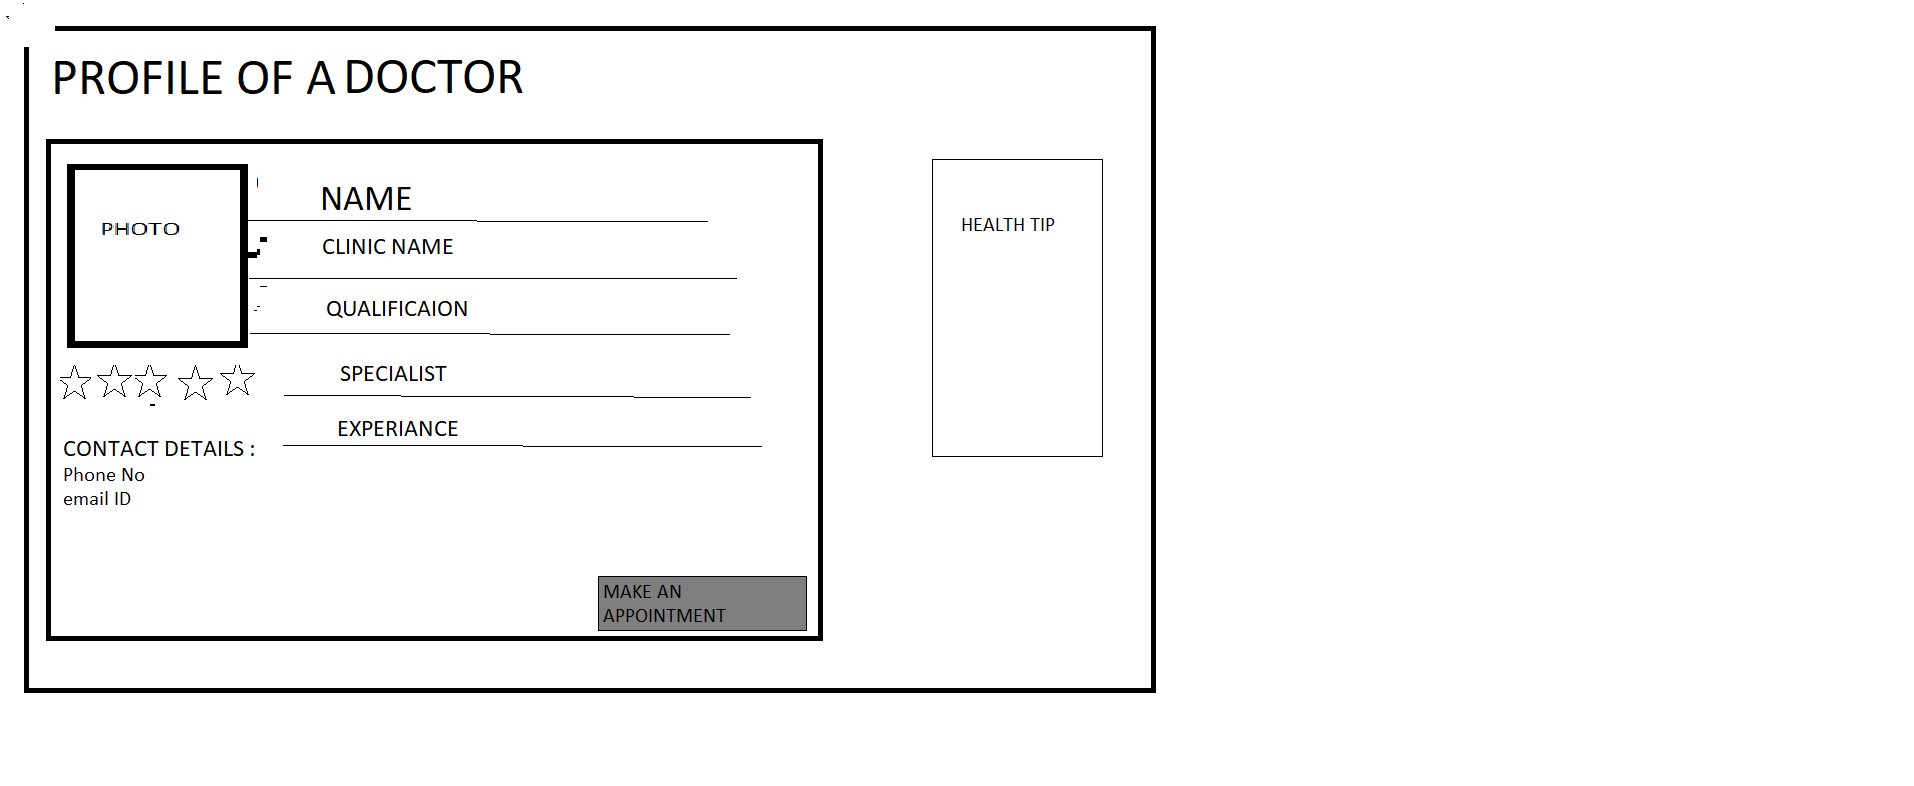 PROFILE OF A DOCTOR
PHOTO
NAME
CLINIC NAME
QUALIFICAION
SPECIALIST
EXPERIANCE
CONTACT DETAILS :
Phone No
email ID
MAKE AN
APPOINTMENT
HEALTH TIP